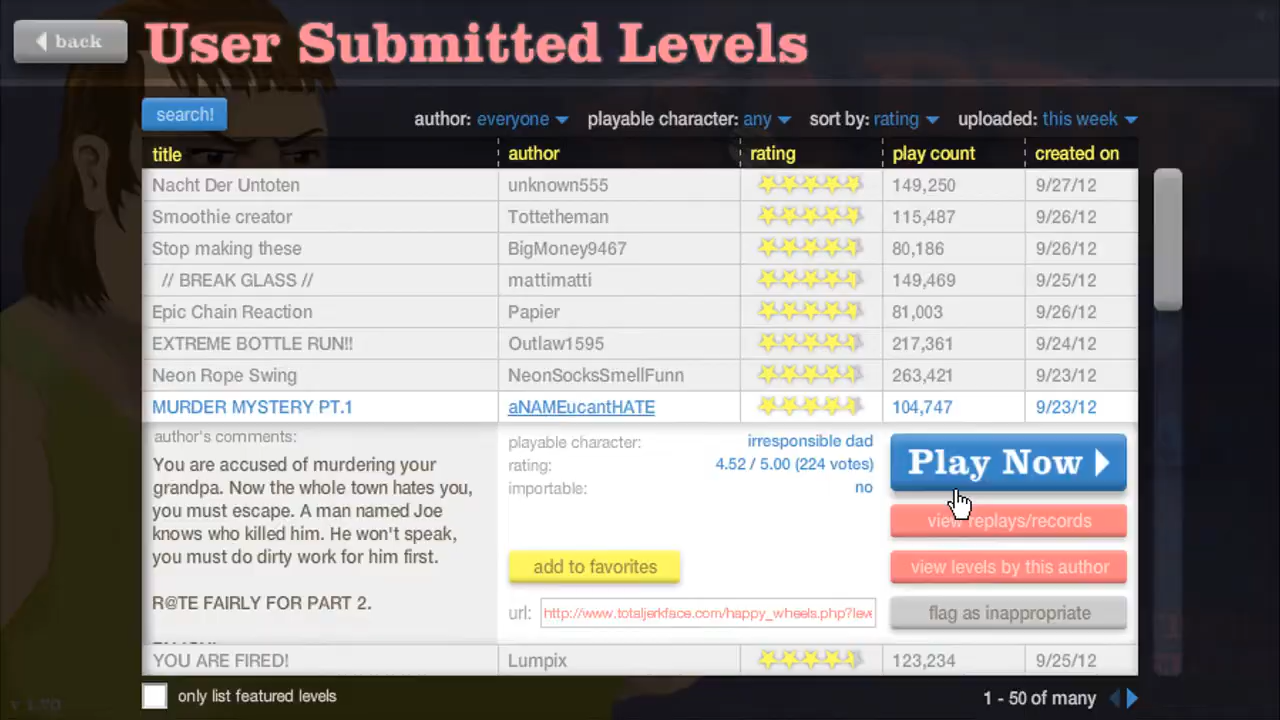 back
User Submitted Levels
search!
author: everyone playable character: any sort by: rating uploaded: this week
title author rating play count created on
Nacht Der Untoten unknown555 149,250 9/27/12
Smoothie creator Tottetheman 115,487 9/26/12
Stop making these BigMoney9467 80,186 9/26/12
// BREAK GLASS // mattimatti 149,469 9/25/12
Epic Chain Reaction Papier 81,003 9/26/12
EXTREME BOTTLE RUN!! Outlaw1595 217,361 9/24/12
Neon Rope Swing NeonSocksSmellFunn 263,421 9/23/12
MURDER MYSTERY PT.1 aNAMEucantHATE 104,747 9/23/12
author's comments:
You are accused of murdering your
grandpa. Now the whole town hates you,
you must escape. A man named Joe
knows who killed him. He won't speak,
you must do dirty work for him first.
R@TE FAIRLY FOR PART 2.
playable character: irresponsible dad
rating: 4.52 / 5.00 (224 votes)
importable: no
add to favorites
url: http://www.totaljerkface.com/happy_wheels.php?leve
Play Now
view replays/records
view levels by this author
flag as inappropriate
YOU ARE FIRED! Lumpix 123,234 9/25/12
only list featured levels
1 - 50 of many
v 1.70